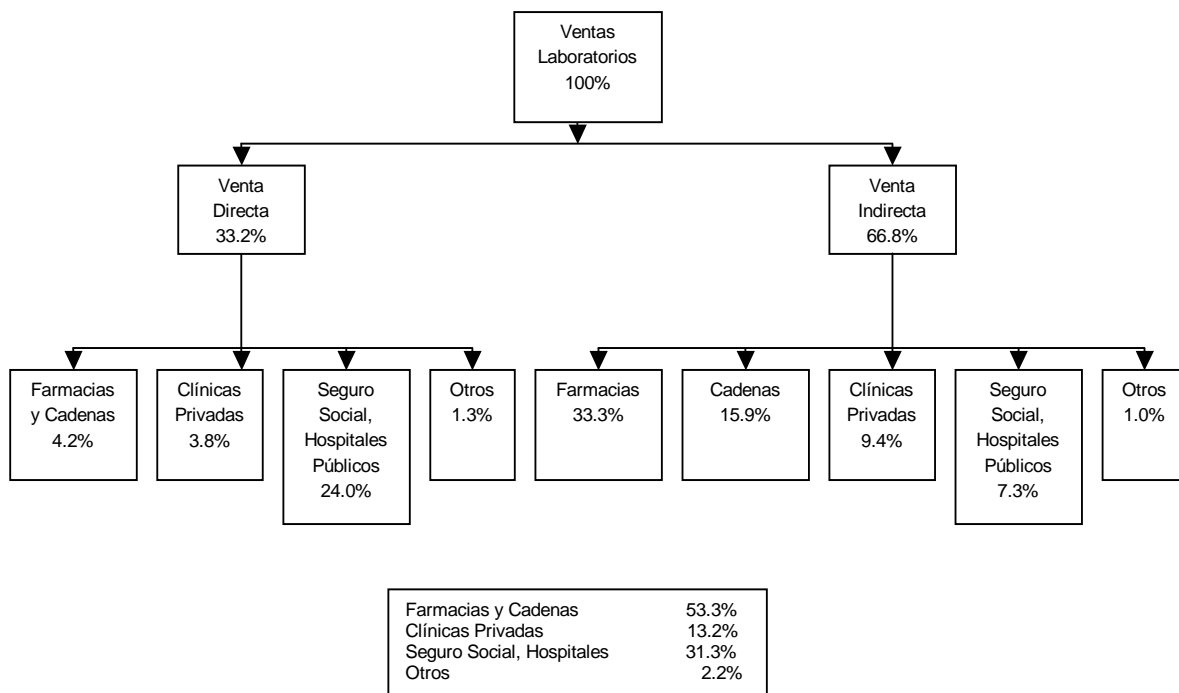 Ventas
Laboratorios
100%
Venta
Directa
33.2%
Venta
Indirecta
66.8%
Farmacias
y Cadenas
4.2%
Clínicas
Privadas
3.8%
Seguro
Social,
Hospitales
Públicos
24.0%
Otros
1.3%
Farmacias
33.3%
Cadenas
15.9%
Clínicas
Privadas
9.4%
Seguro
Social,
Hospitales
Públicos
7.3%
Otros
1.0%
Farmacias y Cadenas 53.3%
Clínicas Privadas 13.2%
Seguro Social, Hospitales 31.3%
Otros 2.2%